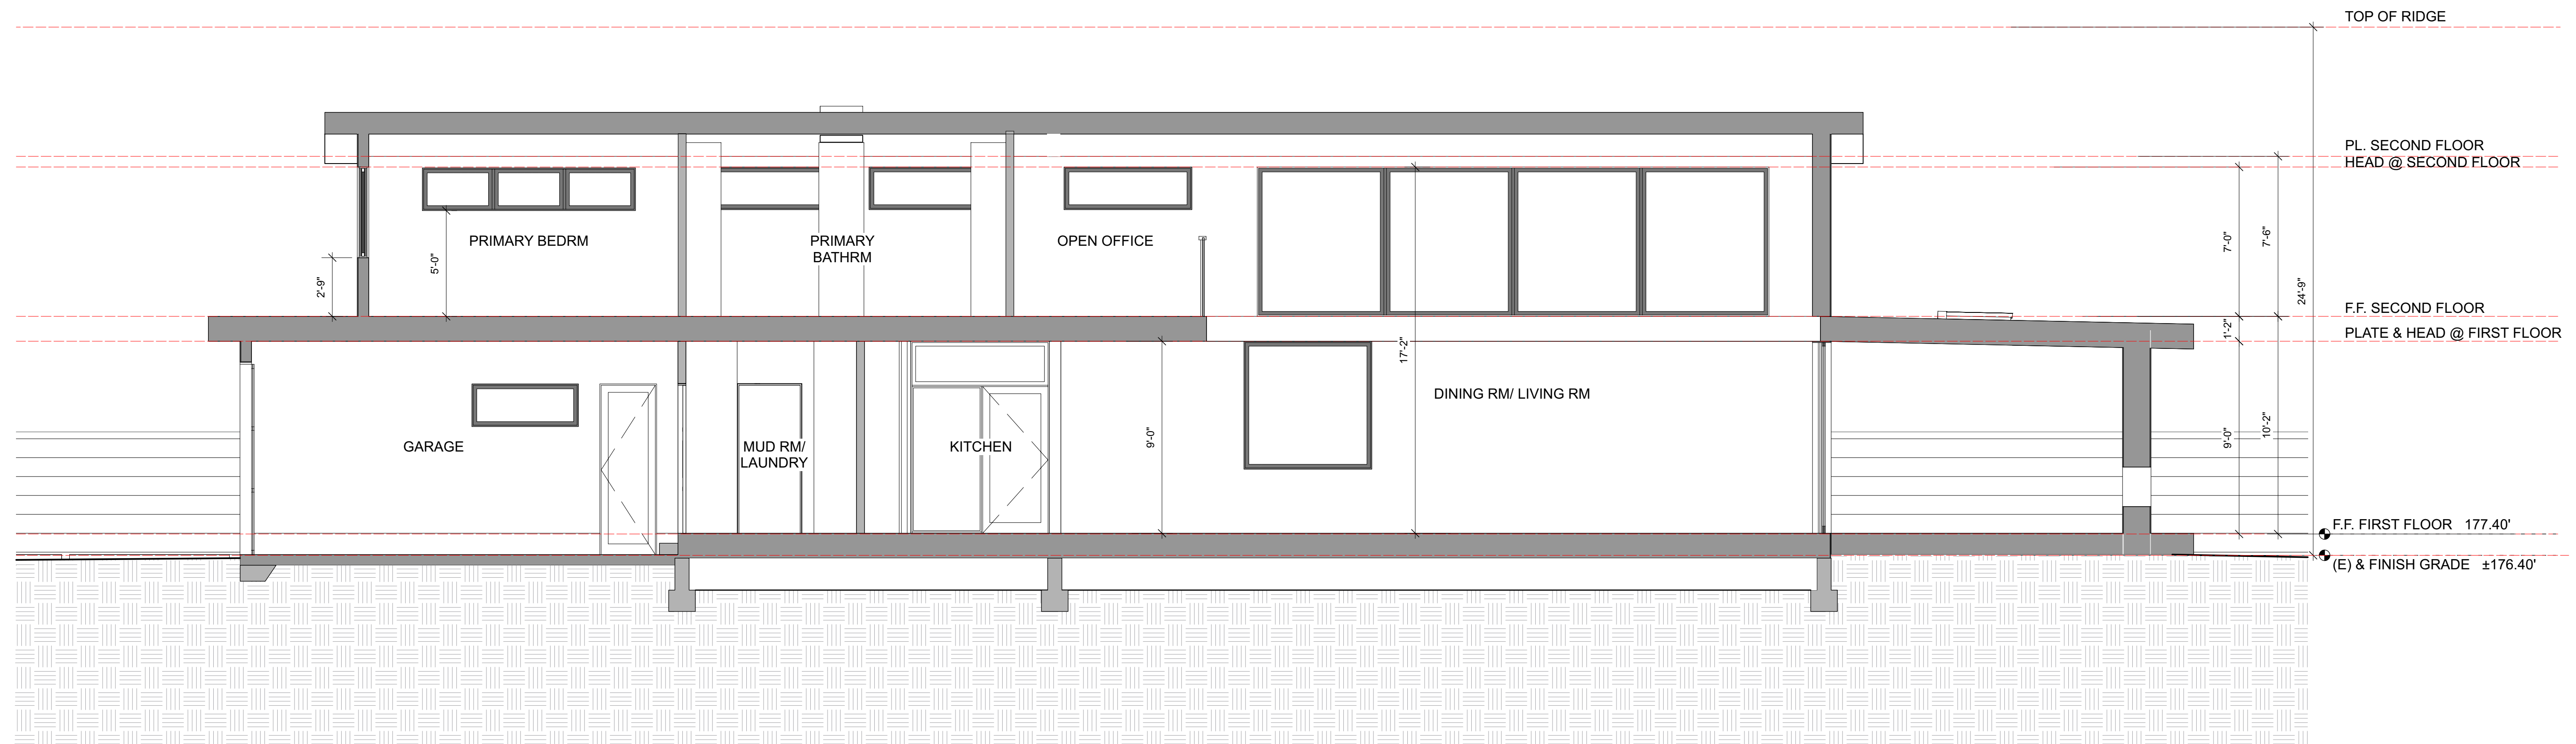 TOP OF RIDGE
PL. SECOND FLOOR
HEAD @ SECOND FLOOR
7'-0"
7'-6"
24'-9"
PRIMARY BEDRM
PRIMARY
BATHRM
OPEN OFFICE
5'-0"
2'-9"
F.F. SECOND FLOOR
1'-2"
PLATE & HEAD @ FIRST FLOOR
17'-2"
DINING RM/ LIVING RM
GARAGE
MUD RM/
LAUNDRY
KITCHEN
9'-0"
9'-0"
10'-2"
F.F. FIRST FLOOR 177.40'
(E) & FINISH GRADE ±176.40'